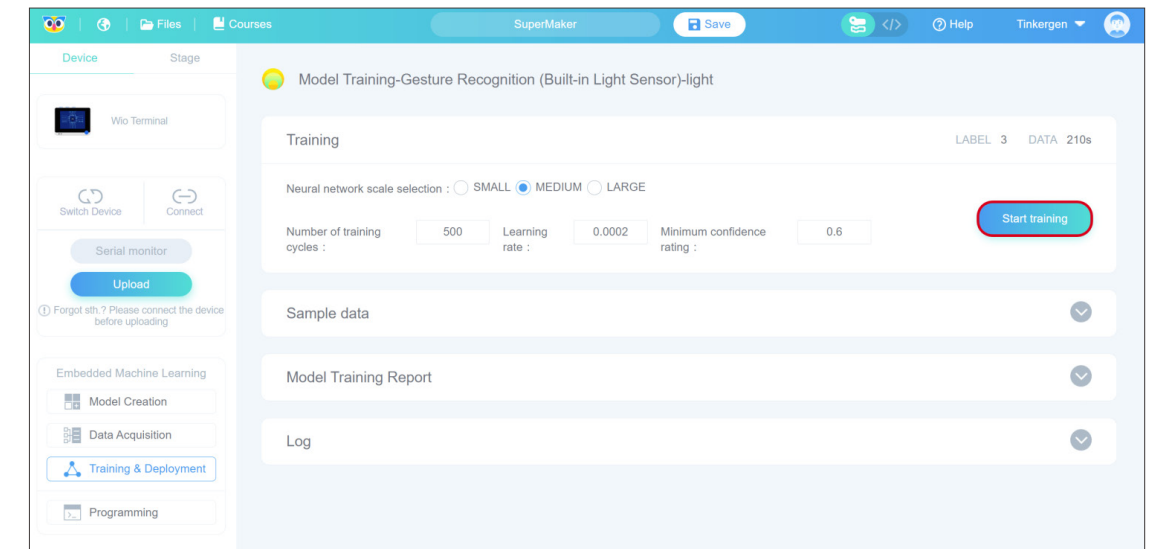 Files
Courses
SuperMaker
Save
</>
Help
Tinkergen
Device
Stage
Wio Terminal
Switch Device
Connect
Serial monitor
Upload
Forgot sth.? Please connect the device
before uploading
Embedded Machine Learning
Model Creation
Data Acquisition
Training & Deployment
Programming
Model Training-Gesture Recognition (Built-in Light Sensor)-light
Training
LABEL 3 DATA 210s
Neural network scale selection : SMALL MEDIUM LARGE
Number of training
cycles :
500
Learning
rate :
0.0002
Minimum confidence
rating :
0.6
Start training
Sample data
Model Training Report
Log